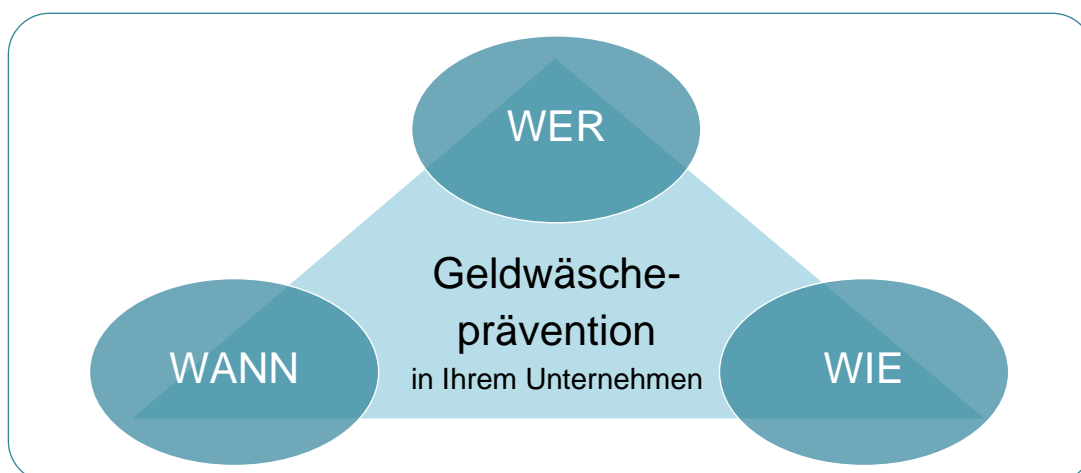 WER
Geldwäsche-
prävention
in Ihrem Unternehmen
WANN
WIE